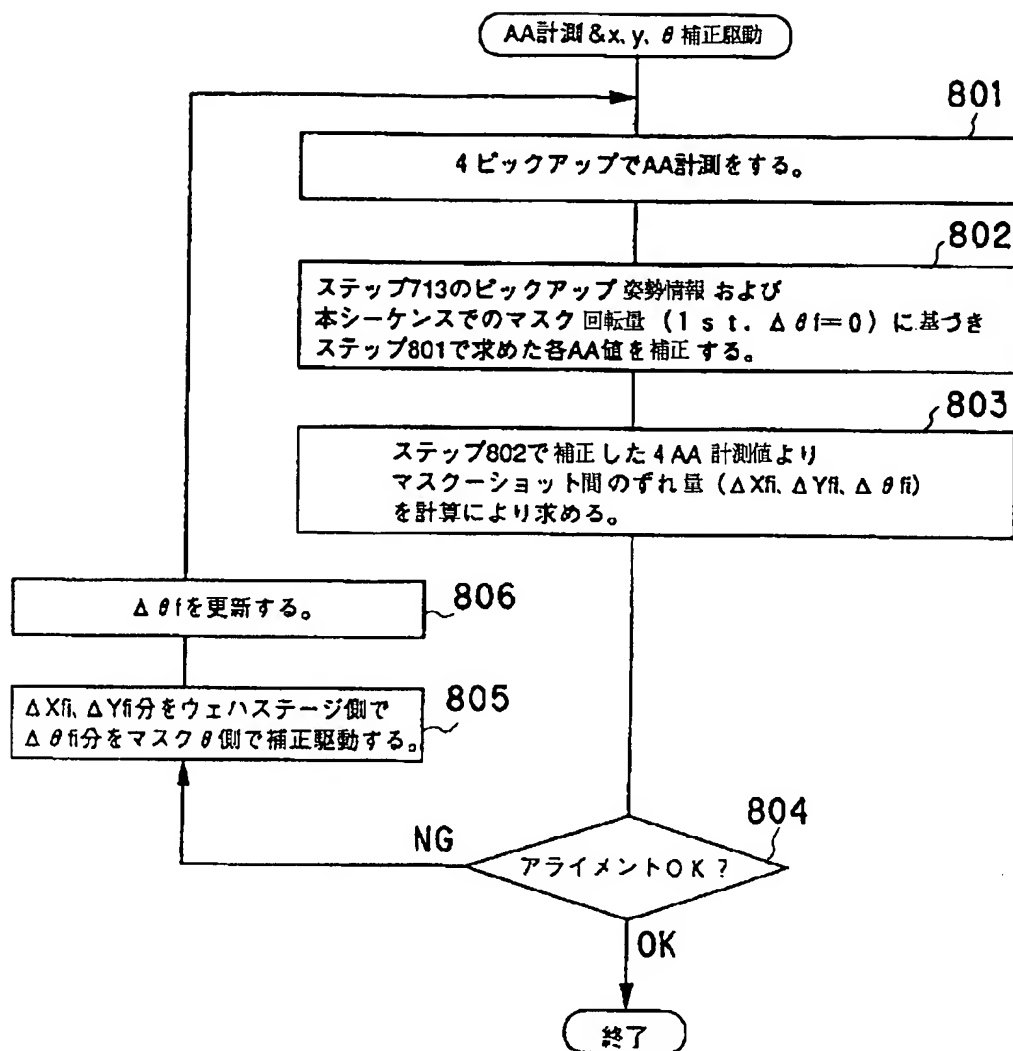 AA計測&x、y、θ補正駆動
801
4ピックアップでAA計測をする。
802
ステップ713のピックアップ姿勢情報および
本シーケンスでのマスク回転量(1st. Δθf=0)に基づき
ステップ801で求めた各AA値を補正する。
803
ステップ802で補正した4AA計測値より
マスクーショット間のずれ量(ΔXfi、ΔYfi、Δθfi)
を計算により求める。
806
Δθfを更新する。
805
ΔXfi、ΔYfi分をウェハステージ側で
Δθfi分をマスクθ側で補正駆動する。
804
NG
アライメントOK?
OK
終了